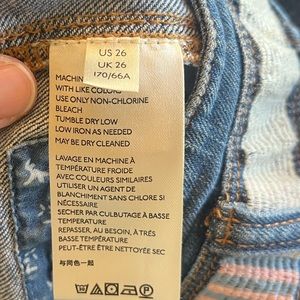 US 26
UK 26
170/66A
MACHIN
WITH LIKE COLORS
USE ONLY NON-CHLORINE
BLEACH
TUMBLE DRY LOW
LOW IRON AS NEEDED
MAY BE DRY CLEANED
LAVAGE EN MACHINE À
TEMPÉRATURE FROIDE
AVEC COULEURS SIMILAIRES
UTILISER UN AGENT DE
BLANCHIMENT SANS CHLORE SI
NÉCESSAIRE
SECHER PAR CULBUTAGE À BASSE
TEMPERATURE
REPASSER, AU BESOIN, À TRÈS
BASSE TEMPÉRATURE
PEUT-ÊTRE NETTOYÉE SEC
与同色一起